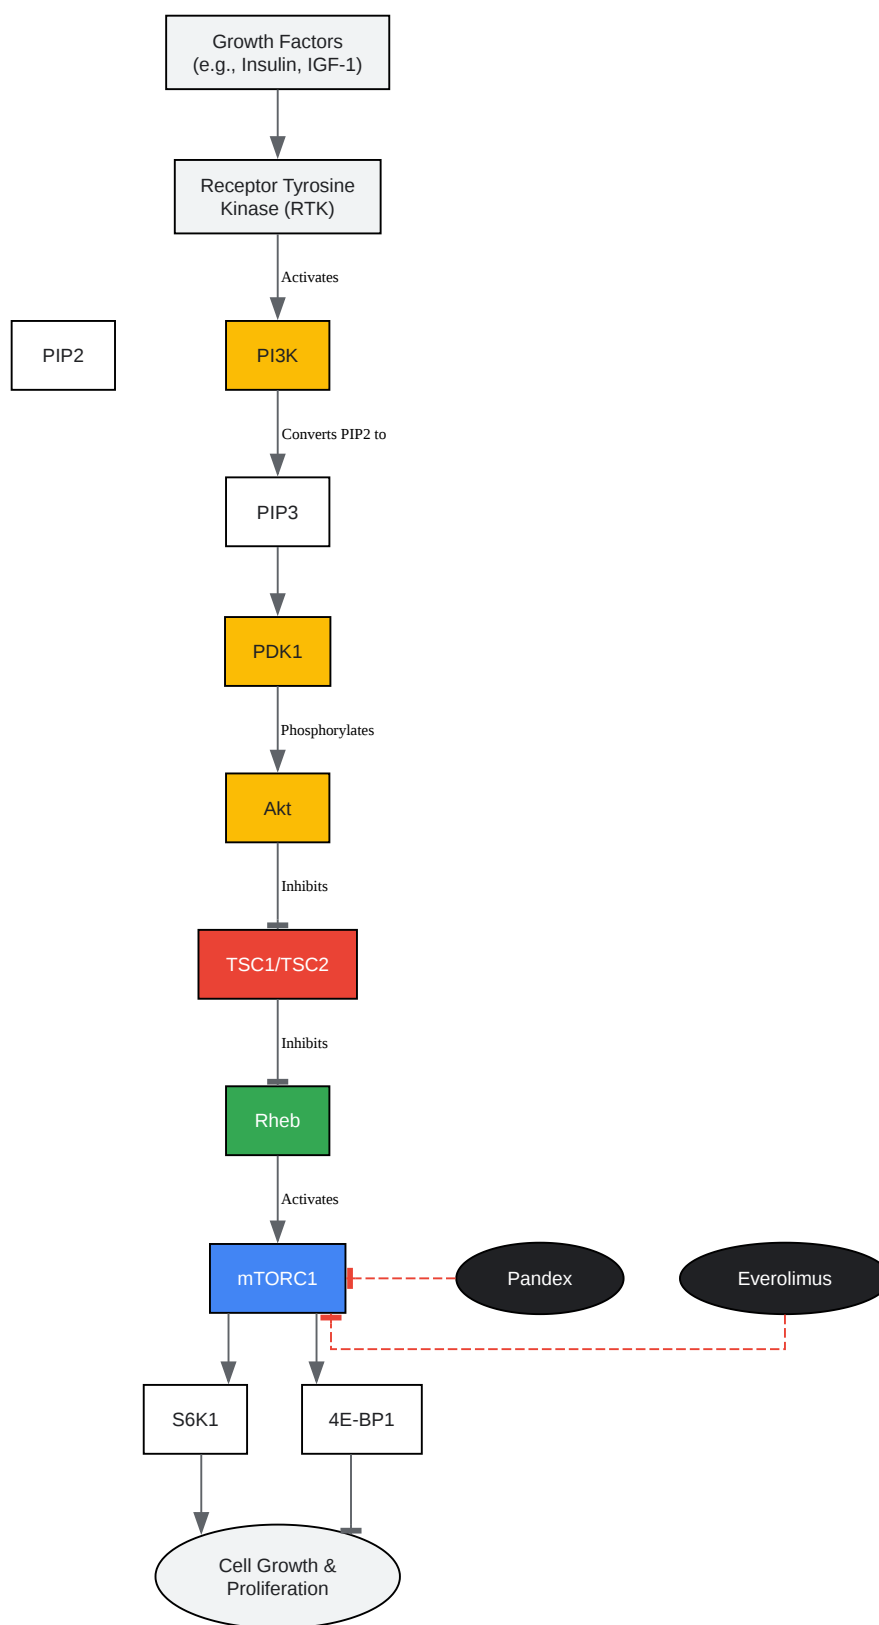 Growth Factors
(e.g., Insulin, IGF-1)
Receptor Tyrosine
Kinase (RTK)
Activates
PIP2
PI3K
Converts PIP2 to
PIP3
PDK1
Phosphorylates
Akt
Inhibits
TSC1/TSC2
Inhibits
Rheb
Activates
mTORC1
Pandex
Everolimus
S6K1
4E-BP1
Cell Growth &
Proliferation